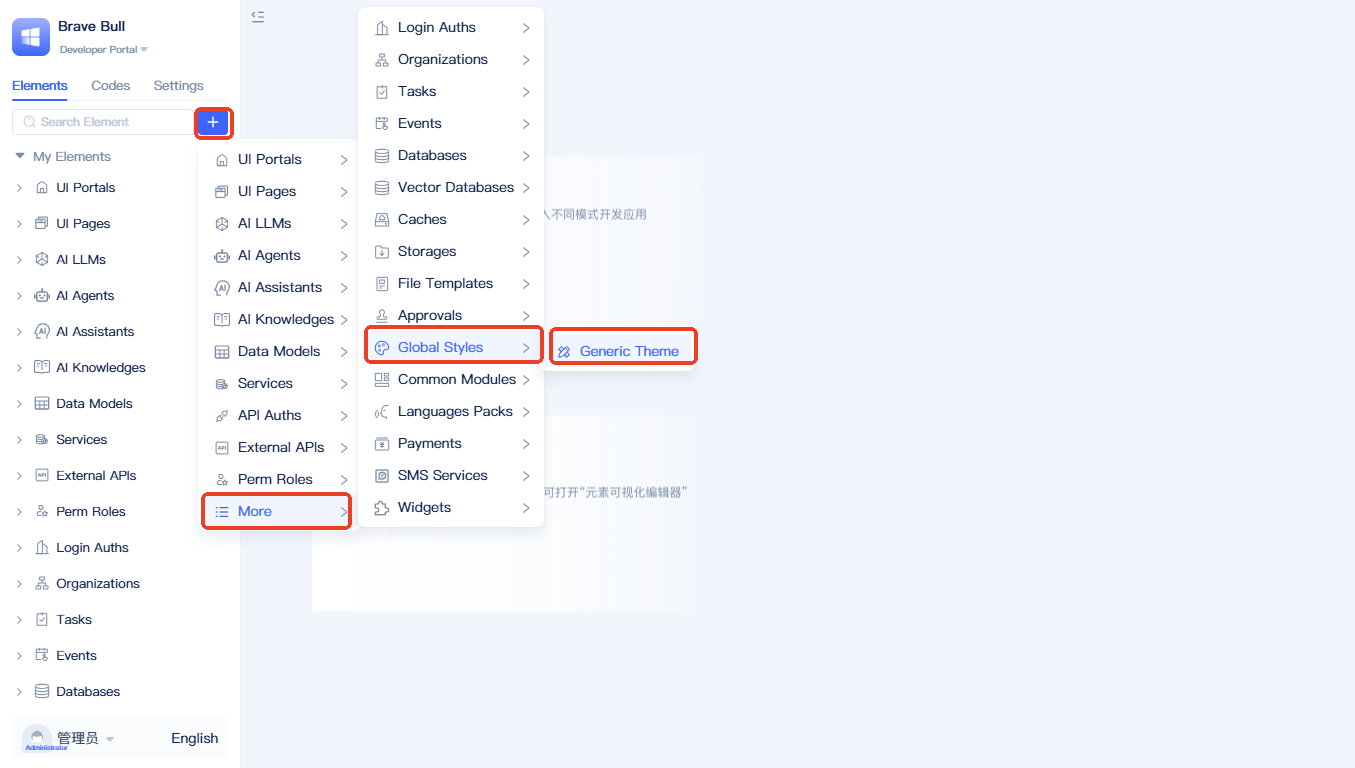 Brave Bull
Developer Portal
Elements Codes Settings
Search Element
My Elements
UI Portals
UI Pages
AI LLMs
AI Agents
AI Assistants
AI Knowledges
Data Models
Services
External APIs
Perm Roles
Login Auths
Organizations
Tasks
Events
Databases
管理员
Administrator
English
UI Portals
UI Pages
AI LLMs
AI Agents
AI Assistants
AI Knowledges
Data Models
Services
API Auths
External APIs
Perm Roles
More
Login Auths
Organizations
Tasks
Events
Databases
Vector Databases
Caches
Storages
File Templates
Approvals
Global Styles
Common Modules
Languages Packs
Payments
SMS Services
Widgets
Generic Theme
不同模式开发应用
可打开“元素可视化编辑器”